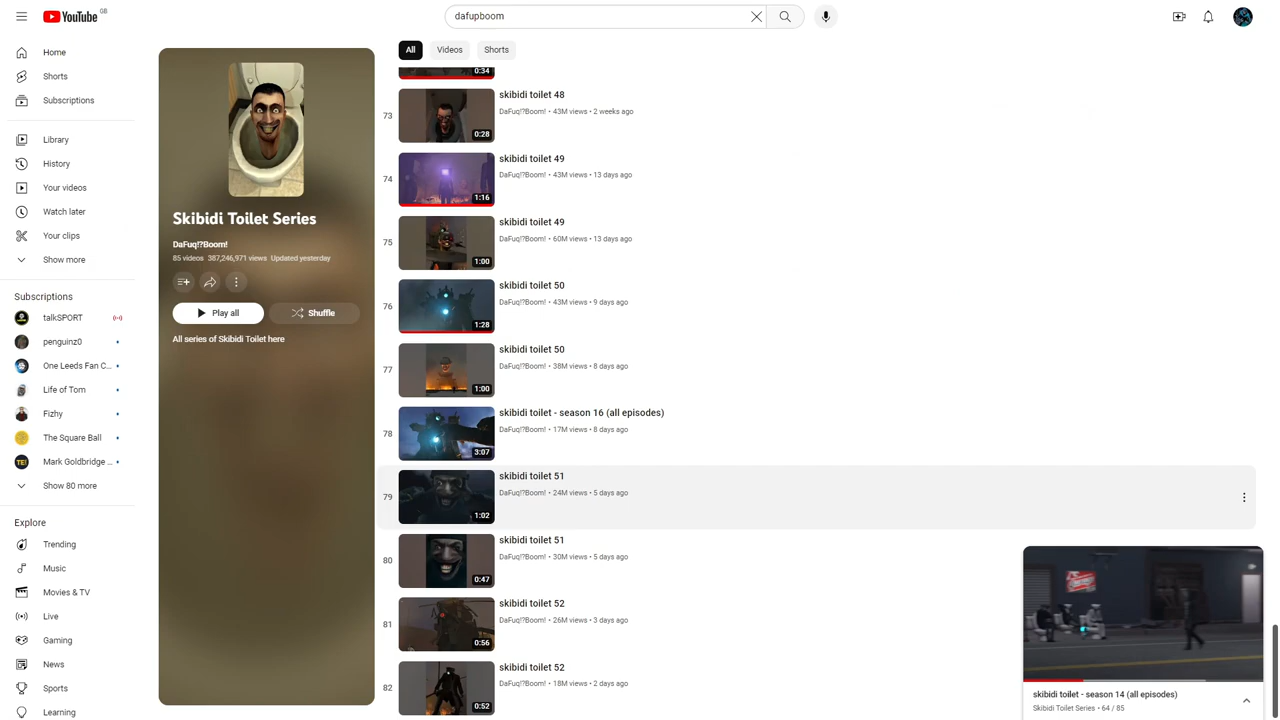 YouTube GB
dafupboom
Home
Shorts
Subscriptions
Library
History
Your videos
Watch later
Your clips
Show more
Subscriptions
talkSPORT
penguinz0
One Leeds Fan C...
Life of Tom
Fizhy
The Square Ball
Mark Goldbridge ...
Show 80 more
Explore
Trending
Music
Movies & TV
Live
Gaming
News
Sports
Learning
Skibidi Toilet Series
DaFuq!?Boom!
85 videos 387,246,971 views Updated yesterday
Play all
Shuffle
All series of Skibidi Toilet here
All Videos Shorts
0:34
73
0:28
skibidi toilet 48
DaFuq!?Boom! • 43M views • 2 weeks ago
74
1:16
skibidi toilet 49
DaFuq!?Boom! • 43M views • 13 days ago
75
1:00
skibidi toilet 49
DaFuq!?Boom! • 60M views • 13 days ago
76
1:28
skibidi toilet 50
DaFuq!?Boom! • 43M views • 9 days ago
77
1:00
skibidi toilet 50
DaFuq!?Boom! • 38M views • 8 days ago
78
3:07
skibidi toilet - season 16 (all episodes)
DaFuq!?Boom! • 17M views • 8 days ago
79
1:02
skibidi toilet 51
DaFuq!?Boom! • 24M views • 5 days ago
80
0:47
skibidi toilet 51
DaFuq!?Boom! • 30M views • 5 days ago
81
0:56
skibidi toilet 52
DaFuq!?Boom! • 26M views • 3 days ago
82
0:52
skibidi toilet 52
DaFuq!?Boom! • 18M views • 2 days ago
skibidi toilet - season 14 (all episodes)
Skibidi Toilet Series • 64 / 85